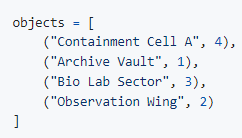 objects = [
    ("Containment Cell A", 4),
    ("Archive Vault", 1),
    ("Bio Lab Sector", 3),
    ("Observation Wing", 2)
]